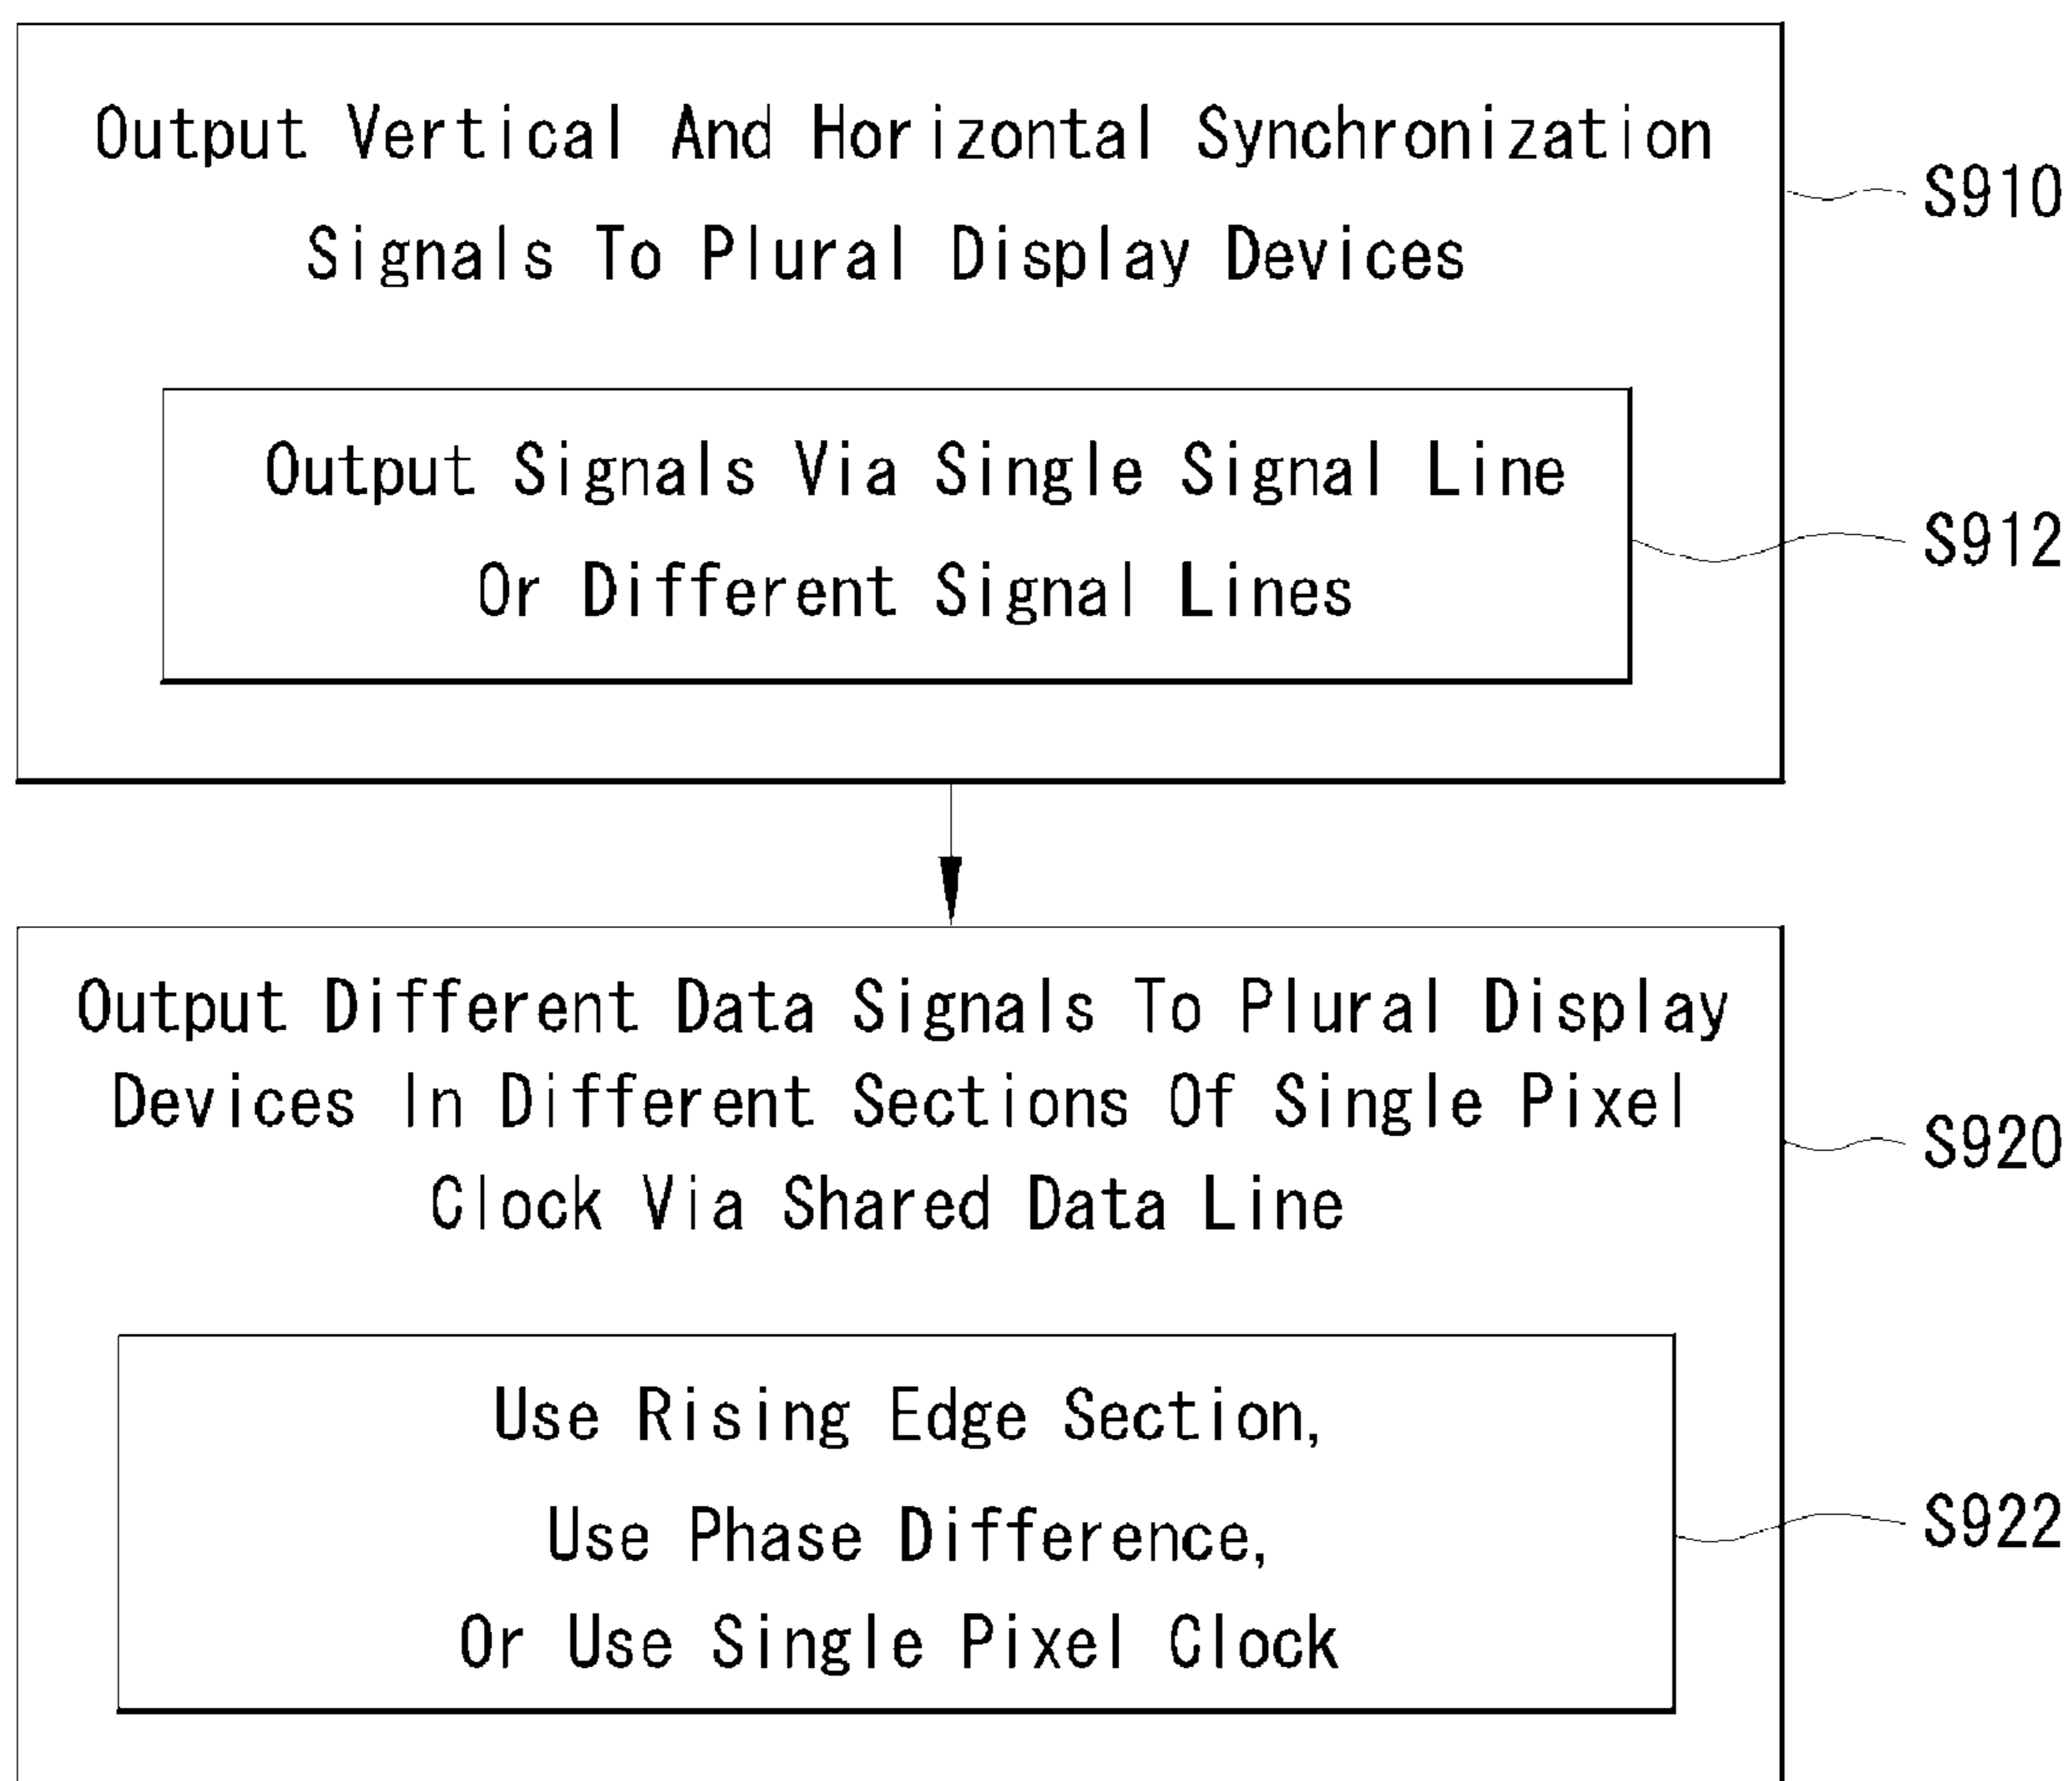 Output Vertical And Horizontal Synchronization
Signals To Plural Display Devices
S910
Output Signals Via Single Signal Line
Or Different Signal Lines
S912
Output Different Data Signals To Plural Display
Devices In Different Sections Of Single Pixel
Clock Via Shared Data Line
S920
Use Rising Edge Section,
Use Phase Difference,
Or Use Single Pixel Clock
S922